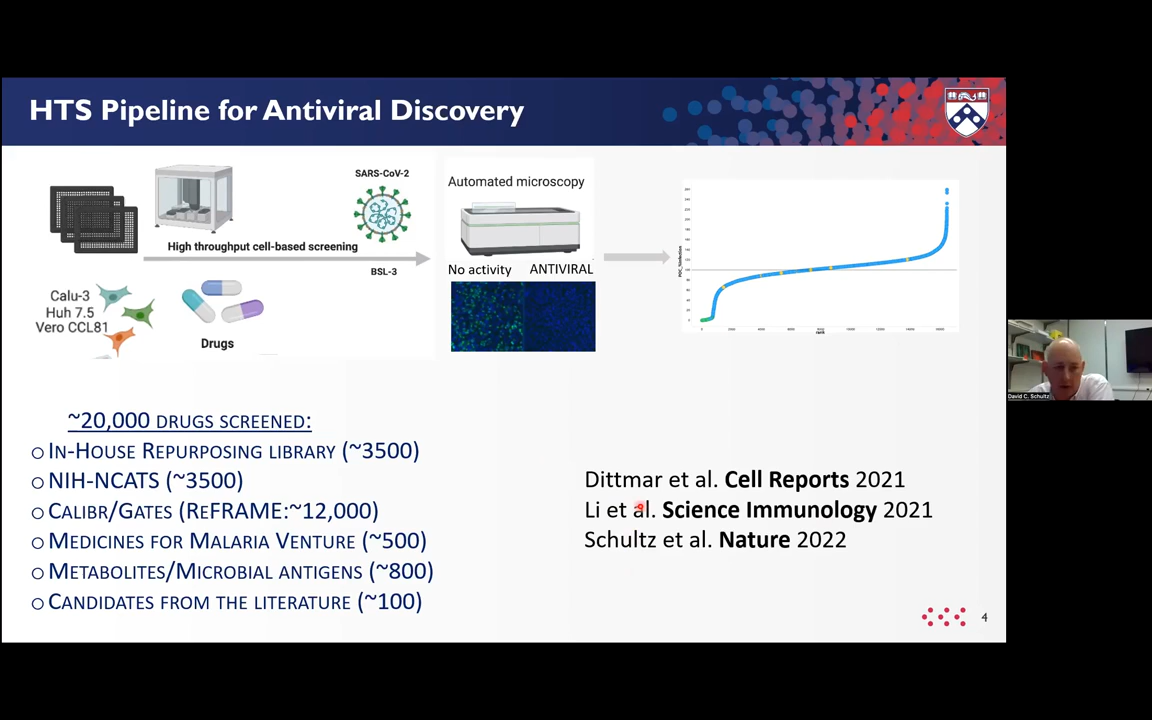 HTS Pipeline for Antiviral Discovery
SARS-CoV-2
Automated microscopy
High throughput cell-based screening
BSL-3
No activity ANTIVIRAL
Calu-3
Huh 7.5
Vero CCL81
Drugs
~20,000 DRUGS SCREENED:
IN-HOUSE REPURPOSING LIBRARY (~3500)
NIH-NCATS (~3500)
CALIBR/GATES (REFRAME:~12,000)
MEDICINES FOR MALARIA VENTURE (~500)
METABOLITES/MICROBIAL ANTIGENS (~800)
CANDIDATES FROM THE LITERATURE (~100)
Dittmar et al. Cell Reports 2021
Li et al. Science Immunology 2021
Schultz et al. Nature 2022
4
David C. Schultz